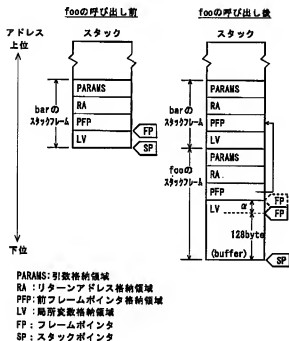 fooの呼び出し前
fooの呼び出し後
アドレス
上位
スタック
スタック
barの
スタックフレーム
PARAMS
RA
PFP
LV
FP
SP
barの
スタックフレーム
PARAMS
RA
PFP
LV
fooの
スタックフレーム
PARAMS
RA
PFP
LV
α
FP
FP
128byte
(buffer)
SP
下位
PARAMS:引数格納領域
RA :リターンアドレス格納領域
PFP:前フレームポインタ格納領域
LV :局所変数格納領域
FP :フレームポインタ
SP :スタックポインタ